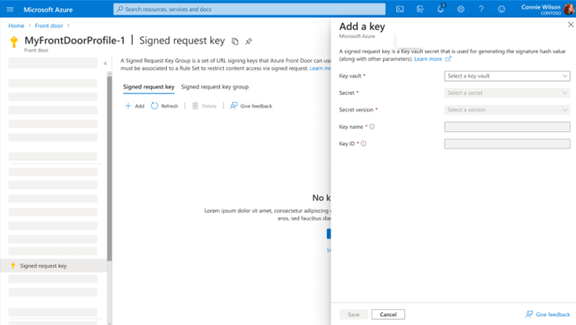 Microsoft Azure
Search resources, services and docs
Connie Wilson
CONTOSO
Home
Front door
MyFrontDoorProfile-1 | Signed request key
Front door
A Signed Request Key Group is a set of URL signing keys that Azure Front Door can use
must be associated to a Rule Set to restrict content access via signed request. Learn
Signed request key
Signed request key group
Add
Refresh
Delete
Give feedback
No k
Lorem ipsum dolor sit amet, consectetur adipiscing
eros, sed faucibus
Signed request key
Add a key
Microsoft Azure
A signed request key is a Key vault secret that is used for generating the signature hash value
(along with other parameters). Learn more
Key vault *
Select a key vault
Secret *
Select a secret
Secret version *
Select a version
Key name *
Key ID *
Save
Cancel
Give feedback